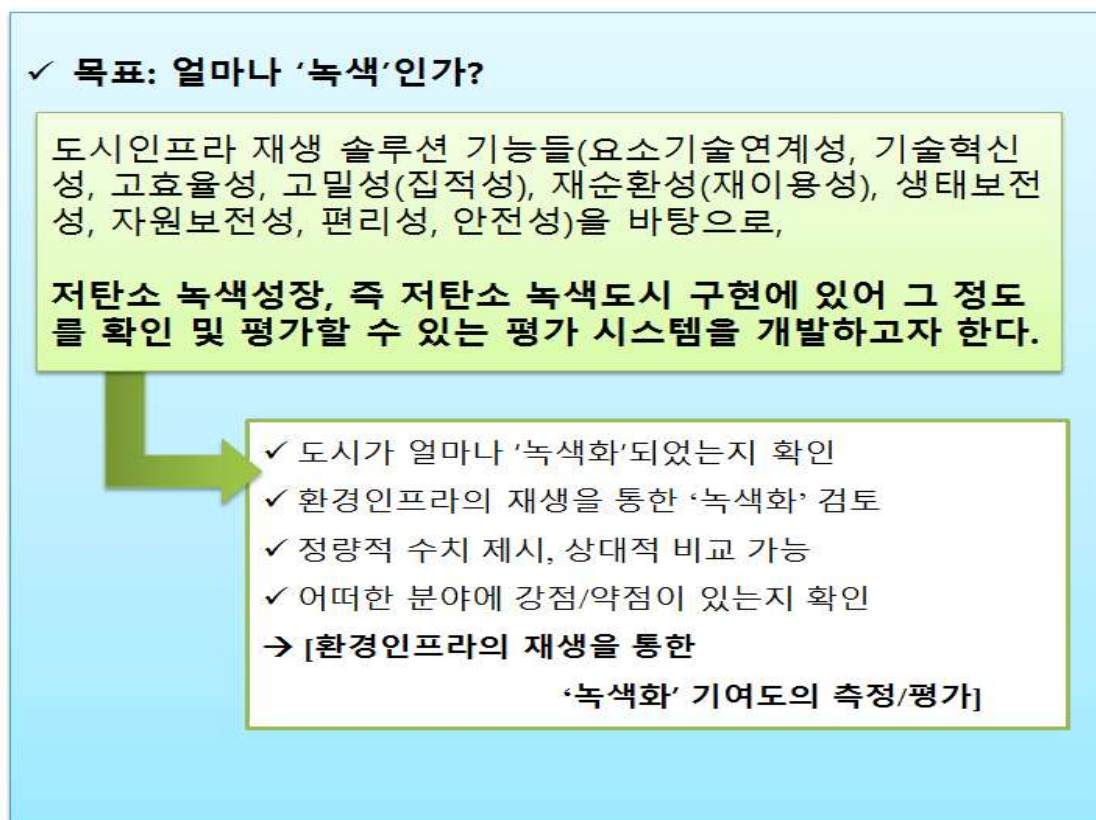 ✓ 목표: 얼마나 ‘녹색’인가?
도시인프라 재생 솔루션 기능들(요소기술연계성, 기술혁신
성, 고효율성, 고밀성(집적성), 재순환성(재이용성), 생태보전
성, 자원보전성, 편리성, 안전성)을 바탕으로,
저탄소 녹색성장, 즉 저탄소 녹색도시 구현에 있어 그 정도
를 확인 및 평가할 수 있는 평가 시스템을 개발하고자 한다.
✓ 도시가 얼마나 ‘녹색화’되었는지 확인
✓ 환경인프라의 재생을 통한 ‘녹색화’ 검토
✓ 정량적 수치 제시, 상대적 비교 가능
✓ 어떠한 분야에 강점/약점이 있는지 확인
→ [환경인프라의 재생을 통한
‘녹색화’ 기여도의 측정/평가]